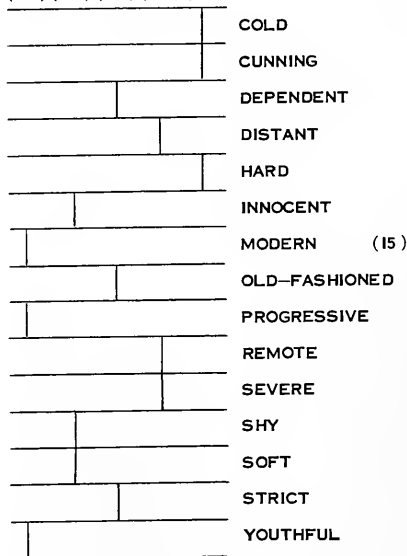 COLD
CUNNING
DEPENDENT
DISTANT
HARD
INNOCENT
MODERN (15)
OLD—FASHIONED
PROGRESSIVE
REMOTE
SEVERE
SHY
SOFT
STRICT
YOUTHFUL